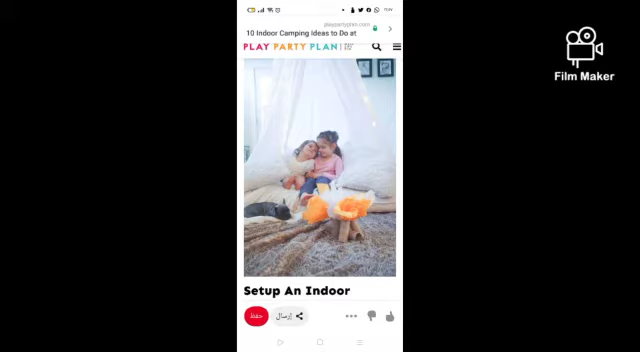 playpartyplan.com
10 Indoor Camping Ideas to Do at
PLAY PARTY PLAN
Film Maker
Setup An Indoor
حفظ
إرسال